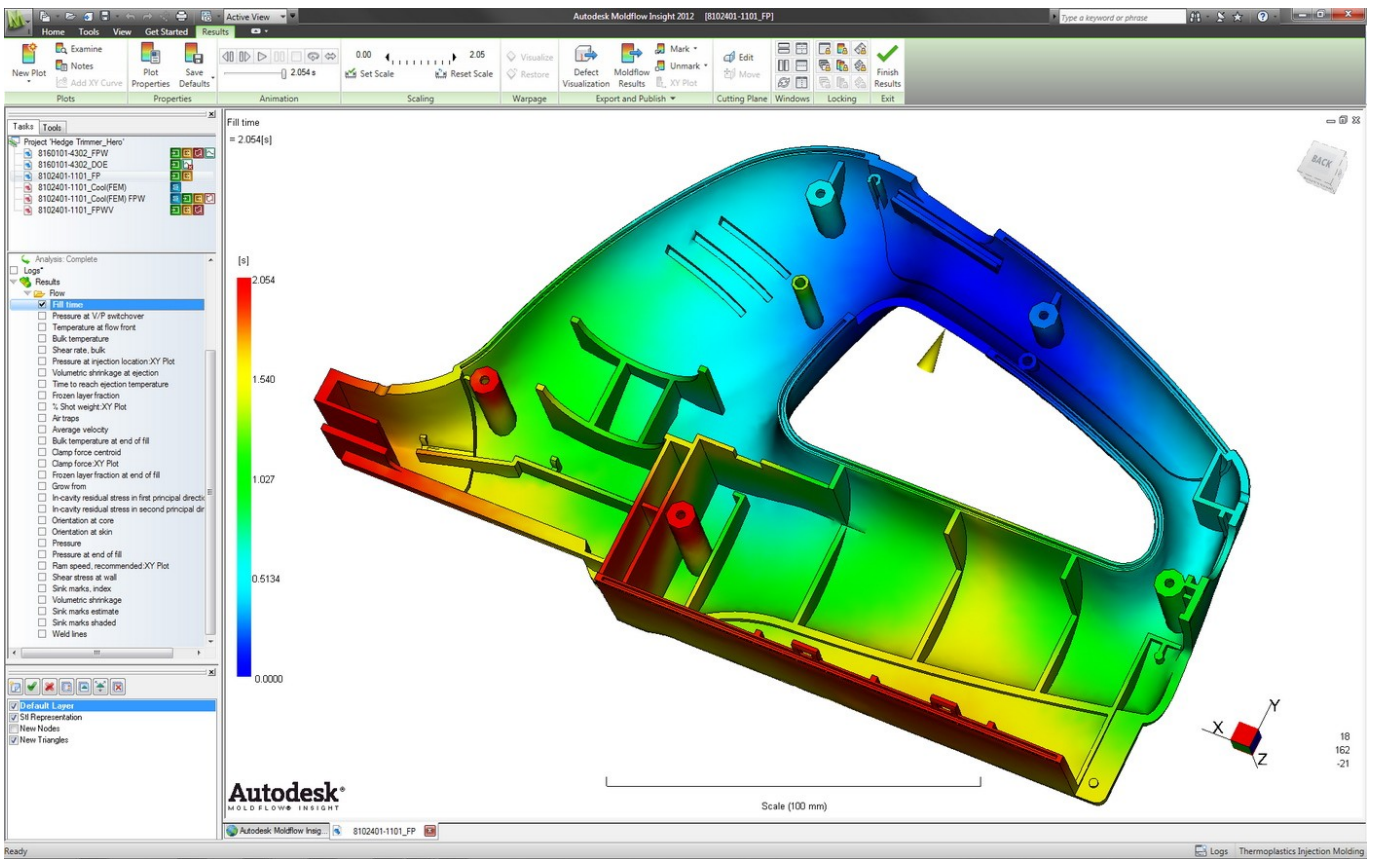 Active View
Autodesk Moldflow Insight 2012 [8102401-1101_FP]
Type a keyword or phrase
Home Tools View Get Started Results
New Plot
Examine
Notes
Add XY Curve
Plots
Plot Properties
Save Defaults
Properties
2.054 s
Animation
0.00 2.05
Set Scale Reset Scale
Scaling
Visualize
Restore
Warpage
Defect Visualization
Moldflow Results
Mark
Unmark
XY Plot
Export and Publish
Edit
Move
Cutting Plane
Windows
Locking
Finish Results
Exit
Tasks Tools
Project 'Hedge Trimmer_Hero'
8160101-4302_FPW
8160101-4302_DOE
8102401-1101_FP
8102401-1101_Cool(FEM)
8102401-1101_Cool(FEM) FPW
8102401-1101_FPWV
Analysis: Complete
Logs*
Results
Flow
Fill time
Pressure at V/P switchover
Temperature at flow front
Bulk temperature
Shear rate, bulk
Pressure at injection location:XY Plot
Volumetric shrinkage at ejection
Time to reach ejection temperature
Frozen layer fraction
% Shot weight:XY Plot
Air traps
Average velocity
Bulk temperature at end of fill
Clamp force centroid
Clamp force:XY Plot
Frozen layer fraction at end of fill
Grow from
In-cavity residual stress in first principal directi
In-cavity residual stress in second principal dir
Orientation at core
Orientation at skin
Pressure
Pressure at end of fill
Ram speed, recommended:XY Plot
Shear stress at wall
Sink marks, index
Volumetric shrinkage
Sink marks estimate
Sink marks shaded
Weld lines
Default Layer
Stl Representation
New Nodes
New Triangles
Fill time
= 2.054[s]
[s]
2.054
1.540
1.027
0.5134
0.0000
BACK
X
Y
Z
18
162
-21
Scale (100 mm)
Autodesk®
MOLDFLOW® INSIGHT
Autodesk Moldflow Insig...
8102401-1101_FP
Ready
Logs
Thermoplastics Injection Molding